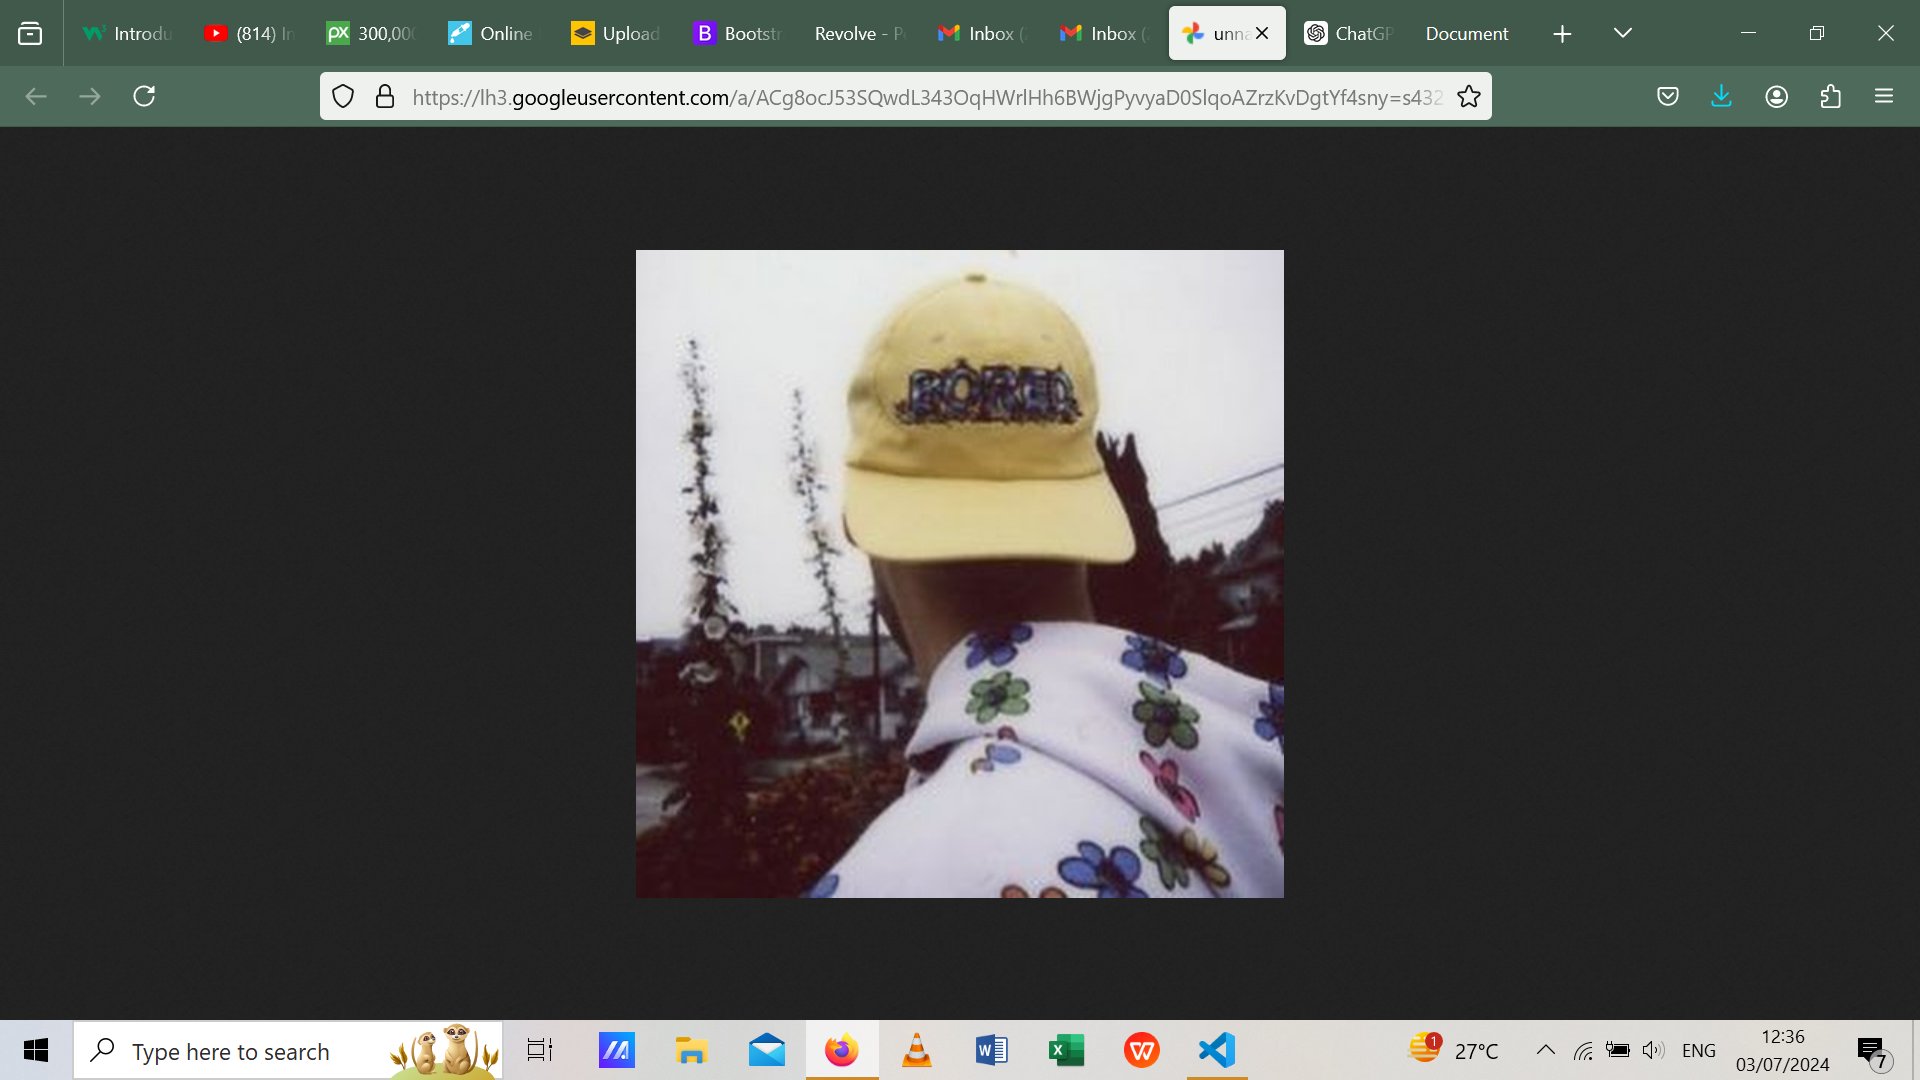 Introdu
(814) In
300,000
Online
Upload
Bootstr
Revolve - P
Inbox (
Inbox (
unna
ChatGP
Document
https://lh3.googleusercontent.com/a/ACg8ocJ53SQwdL343OqHWrlHh6BWjgPyvyaD0SlqoAZrzKvDgtYf4sny=s432
BORED
Type here to search
1
27°C
ENG
12:36
03/07/2024
7